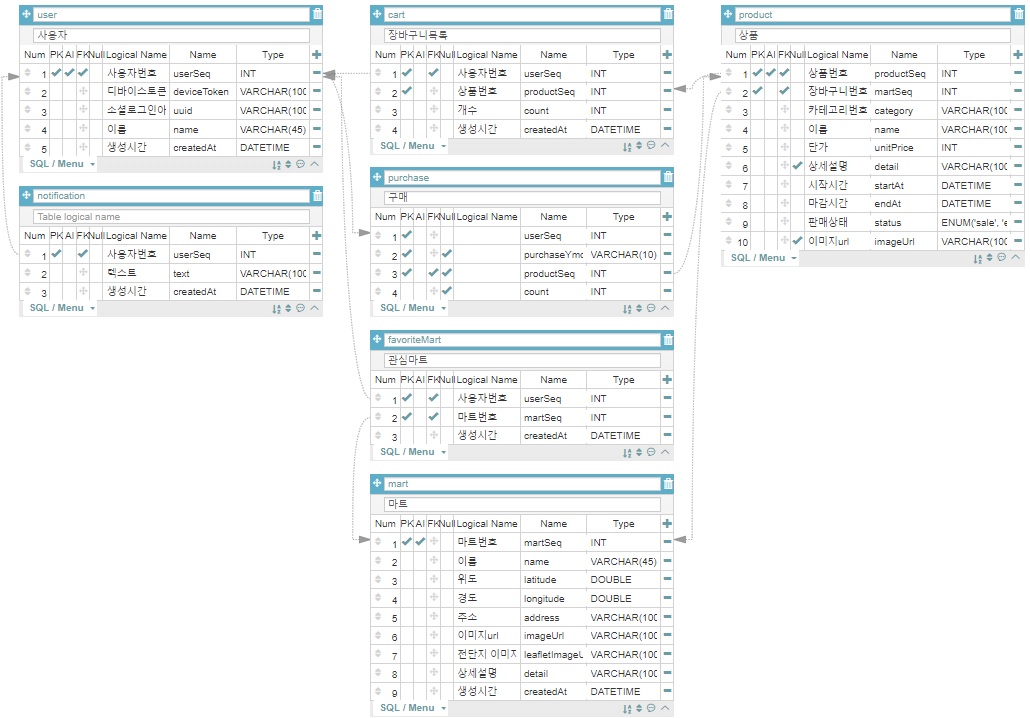 user
사용자
Num PK AI FK Null Logical Name Name Type
1 사용자번호 userSeq INT
2 디바이스토큰 deviceToken VARCHAR(100
3 소셜로그인아 uuid VARCHAR(100
4 이름 name VARCHAR(45)
5 생성시간 createdAt DATETIME
SQL / Menu
notification
Table logical name
Num PK AI FK Null Logical Name Name Type
1 사용자번호 userSeq INT
2 텍스트 text VARCHAR(100
3 생성시간 createdAt DATETIME
SQL / Menu
cart
장바구니목록
Num PK AI FK Null Logical Name Name Type
1 사용자번호 userSeq INT
2 상품번호 productSeq INT
3 개수 count INT
4 생성시간 createdAt DATETIME
SQL / Menu
purchase
구매
Num PK AI FK Null Logical Name Name Type
1 userSeq INT
2 purchaseYmd VARCHAR(10)
3 productSeq INT
4 count INT
SQL / Menu
favoriteMart
관심마트
Num PK AI FK Null Logical Name Name Type
1 사용자번호 userSeq INT
2 마트번호 martSeq INT
3 생성시간 createdAt DATETIME
SQL / Menu
mart
마트
Num PK AI FK Null Logical Name Name Type
1 마트번호 martSeq INT
2 이름 name VARCHAR(45)
3 위도 latitude DOUBLE
4 경도 longitude DOUBLE
5 주소 address VARCHAR(100
6 이미지url imageUrl VARCHAR(100
7 전단지 이미지 leafletImageU VARCHAR(100
8 상세설명 detail VARCHAR(100
9 생성시간 createdAt DATETIME
SQL / Menu
product
상품
Num PK AI FK Null Logical Name Name Type
1 상품번호 productSeq INT
2 장바구니번호 martSeq INT
3 카테고리번호 category VARCHAR(100
4 이름 name VARCHAR(100
5 단가 unitPrice INT
6 상세설명 detail VARCHAR(100
7 시작시간 startAt DATETIME
8 마감시간 endAt DATETIME
9 판매상태 status ENUM('sale', 'e
10 이미지url imageUrl VARCHAR(100
SQL / Menu